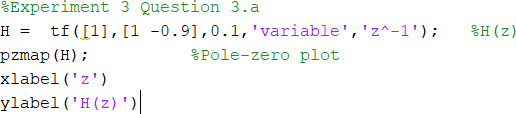 %Experiment 3 Question 3.a
H =  tf([1],[1 -0.9],0.1,'variable','z^-1');   %H(z)
pzmap(H);          %Pole-zero plot
xlabel('z')
ylabel('H(z)')